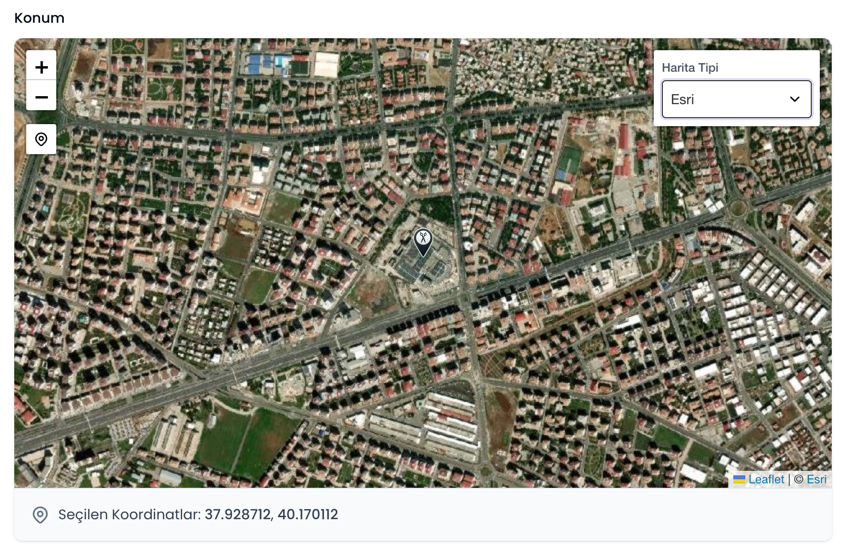 Konum
+
−
Harita Tipi
Esri
Leaflet | © Esri
Seçilen Koordinatlar: 37.928712, 40.170112